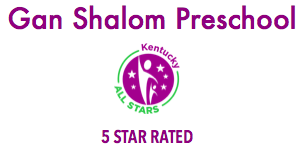 Gan Shalom Preschool
Kentucky
ALL STARS
5 STAR RATED